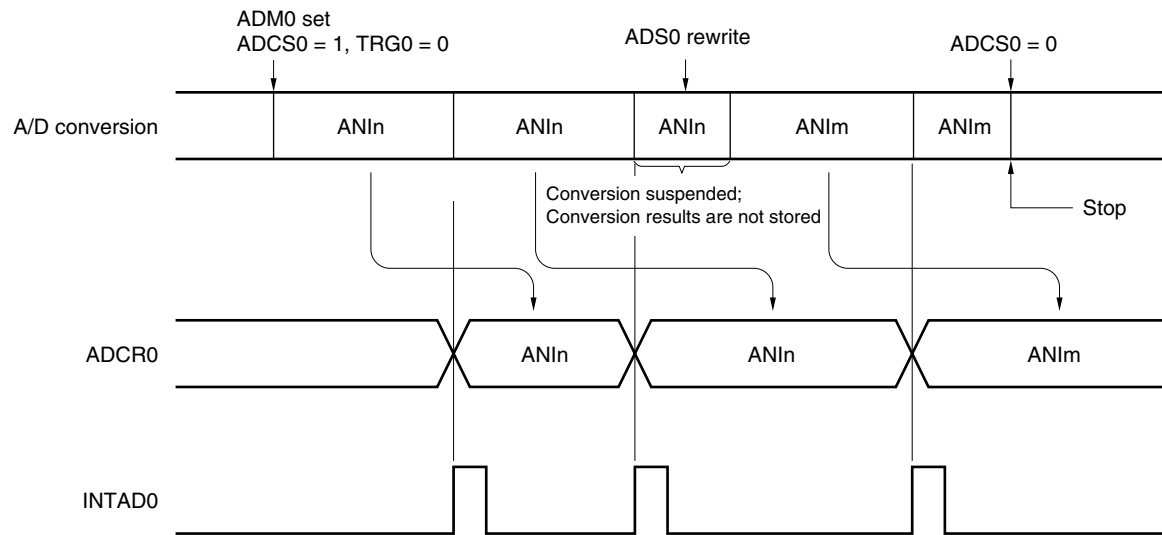 ADM0 set
ADCS0 = 1, TRG0 = 0
ADS0 rewrite
ADCS0 = 0
A/D conversion
ANIn
ANIn
ANIn
ANIm
ANIm
Conversion suspended;
Conversion results are not stored
Stop
ADCR0
ANIn
ANIn
ANIm
INTAD0